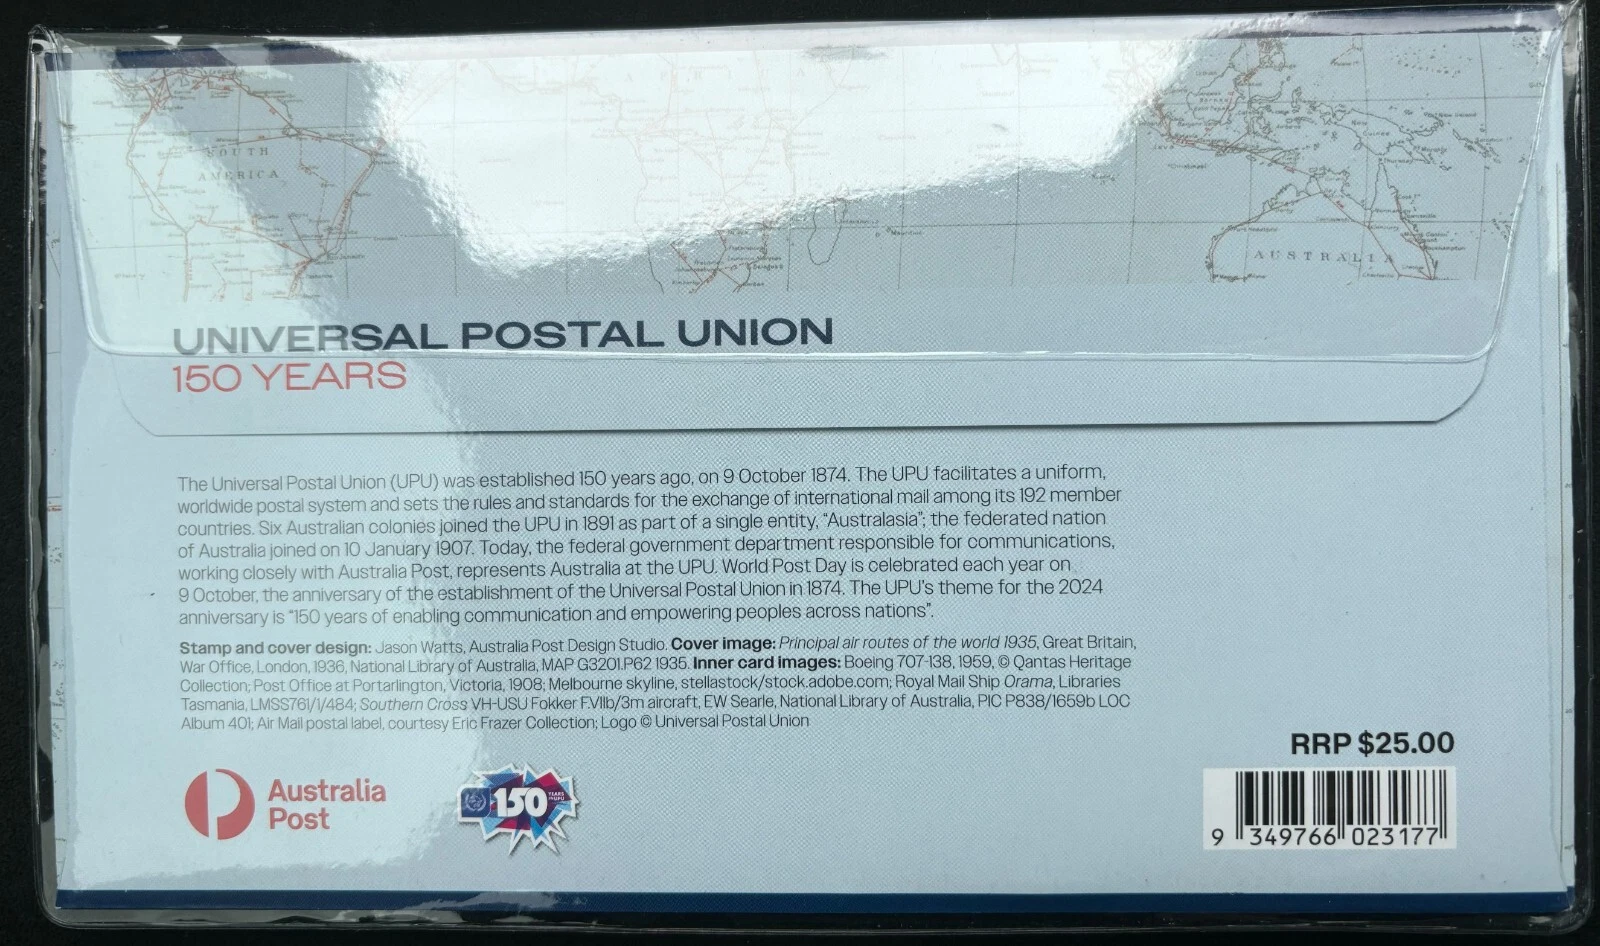 SOUTH
AMERICA
AUSTRALIA
UNIVERSAL POSTAL UNION
150 YEARS
The Universal Postal Union (UPU) was established 150 years ago, on 9 October 1874. The UPU facilitates a uniform,
worldwide postal system and sets the rules and standards for the exchange of international mail among its 192 member
countries. Six Australian colonies joined the UPU in 1891 as part of a single entity, “Australasia”; the federated nation
of Australia joined on 10 January 1907. Today, the federal government department responsible for communications,
working closely with Australia Post, represents Australia at the UPU. World Post Day is celebrated each year on
9 October, the anniversary of the establishment of the Universal Postal Union in 1874. The UPU’s theme for the 2024
anniversary is “150 years of enabling communication and empowering peoples across nations”.
Stamp and cover design: Jason Watts, Australia Post Design Studio. Cover image: Principal air routes of the world 1935, Great Britain,
War Office, London, 1936, National Library of Australia, MAP G3201.P62 1935. Inner card images: Boeing 707-138, 1959, © Qantas Heritage
Collection; Post Office at Portarlington, Victoria, 1908; Melbourne skyline, stellastock/stock.adobe.com; Royal Mail Ship Orama, Libraries
Tasmania, LMSS761/1/484; Southern Cross VH-USU Fokker F.VIIb/3m aircraft, EW Searle, National Library of Australia, PIC P838/1659b LOC
Album 401; Air Mail postal label, courtesy Eric Frazer Collection; Logo © Universal Postal Union
RRP $25.00
Australia
Post
150 YEARS
UPU
9 349766 023177